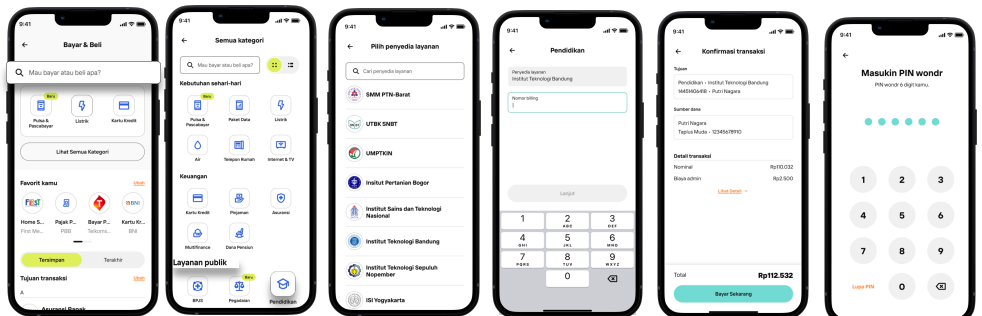 9:41
Bayar & Beli
Mau bayar atau beli apa?
Baru
Pulsa &
Pascabayar
Listrik
Kartu Kredit
Lihat Semua Kategori
Favorit kamu
Ubah
FIRST
BNI
Home S...
First Me...
Pajak P...
PBB
Bayar P...
Telkoms...
Kartu Kr...
BNI
Tersimpan
Terakhir
Tujuan transaksi
Ubah
A
Asuransi Banak
9:41
Semua kategori
Mau bayar atau beli apa?
Kebutuhan sehari-hari
Baru
Pulsa &
Pascabayar
Paket Data
Listrik
Air
Telepon Rumah
Internet & TV
Keuangan
Kartu Kredit
Pinjaman
Asuransi
Multifinance
Dana Pensiun
Layanan publik
Baru
BPJS
Pegadaian
Pendidikan
9:41
Pilih penyedia layanan
Cari penyedia layanan
SMM PTN-Barat
UTBK SNBT
UMPTKIN
Insitut Pertanian Bogor
Institut Sains dan Teknologi
Nasional
Institut Teknologi Bandung
Institut Teknologi Sepuluh
Nopember
ISI Yogyakarta
9:41
Pendidikan
Penyedia layanan
Institut Teknologi Bandung
Nomor billing
Lanjut
1
2
ABC
3
DEF
4
GHI
5
JKL
6
MNO
7
PQRS
8
TUV
9
WXYZ
0
9:41
Konfirmasi transaksi
Tujuan
Pendidikan • Institut Teknologi Bandung
14451406418 • Putri Nagara
Sumber dana
Putri Nagara
Taplus Muda • 12345678910
Detail transaksi
Nominal
Rp110.032
Biaya admin
Rp2.500
Lihat Detail
Total
Rp112.532
Bayar Sekarang
9:41
Masukin PIN wondr
PIN wondr 6 digit kamu.
1
2
3
4
5
6
7
8
9
Lupa PIN
0